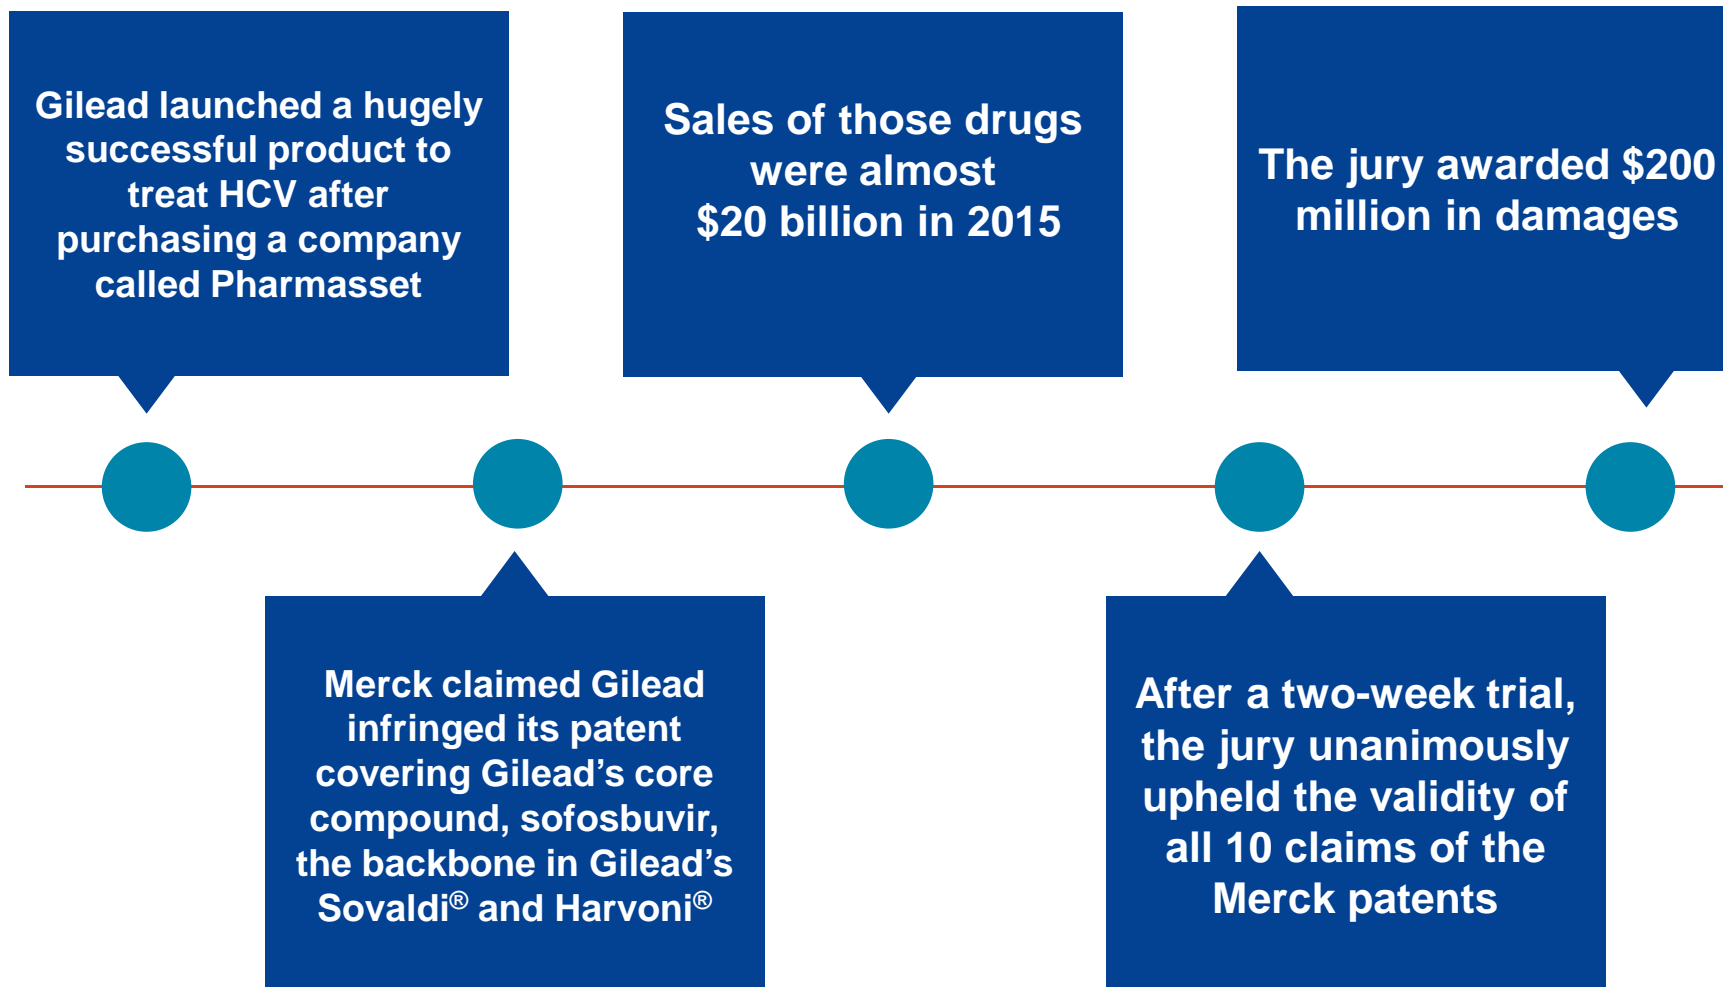 Gilead launched a hugely
successful product to
treat HCV after
purchasing a company
called Pharmasset
Merck claimed Gilead
infringed its patent
covering Gilead’s core
compound, sofosbuvir,
the backbone in Gilead’s
Sovaldi® and Harvoni®
Sales of those drugs
were almost
$20 billion in 2015
After a two-week trial,
the jury unanimously
upheld the validity of
all 10 claims of the
Merck patents
The jury awarded $200
million in damages